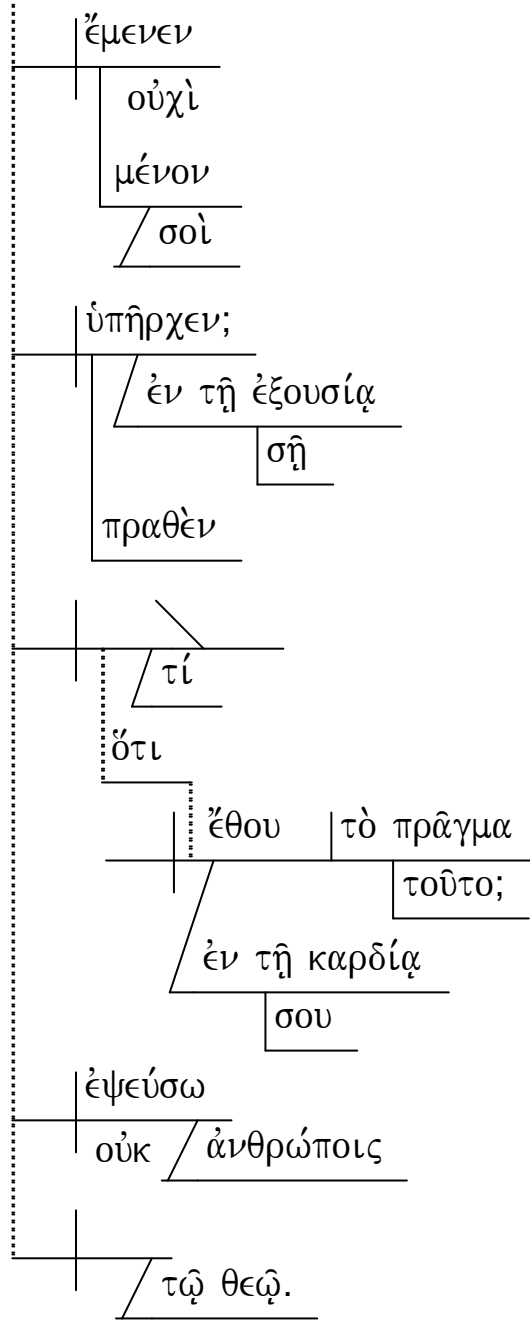 ἔμενεν
οὐχὶ
μένον
σοὶ
ὑπῆρχεν;
ἐν τῇ ἐξουσίᾳ
σῇ
πραθὲν
τί
ὅτι
ἔθου τὸ πρᾶγμα
τοῦτο;
ἐν τῇ καρδίᾳ
σου
ἐψεύσω
οὐκ ἀνθρώποις
τῷ θεῷ.